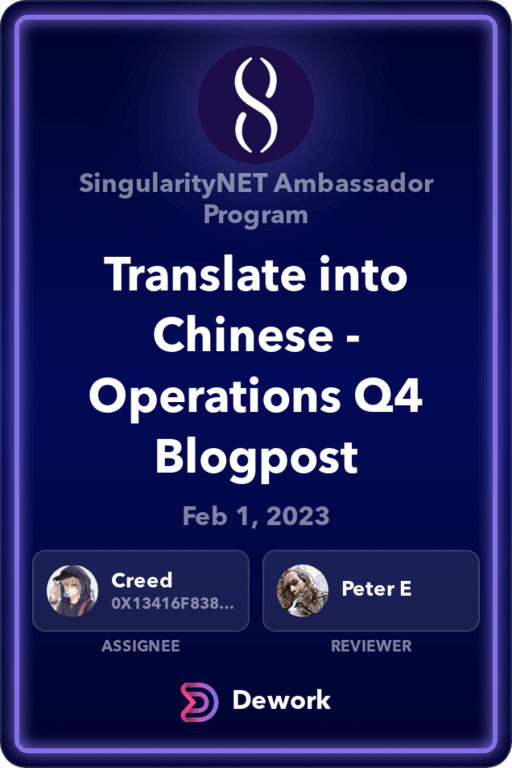 SingularityNET Ambassador
Program
Translate into
Chinese -
Operations Q4
Blogpost
Feb 1, 2023
Creed
0X13416F838...
Peter E
ASSIGNEE
REVIEWER
Dework